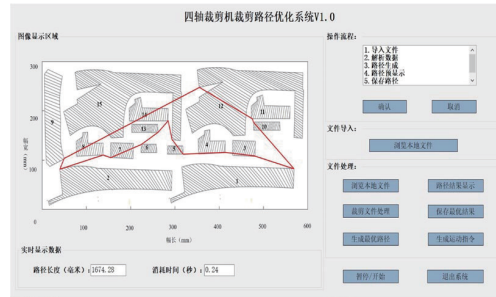 四轴裁剪机裁剪路径优化系统V1.0
图像显示区域
300
200
100
0
100
200
300
400
500
600
幅长（mm）
15
14
13
12
11
10
9
8
7
6
5
4
3
2
1
实时显示数据
路径长度（毫米）：1674.28
消耗时间（秒）：0.24
操作流程：
1. 导入文件
2. 解析数据
3. 路径生成
4. 路径预显示
5. 保存路径
确认
取消
文件导入：
浏览本地文件
文件处理：
浏览本地文件
路径结果显示
裁剪文件处理
保存最优结果
生成最优路径
生成运动指令
暂停/开始
退出系统